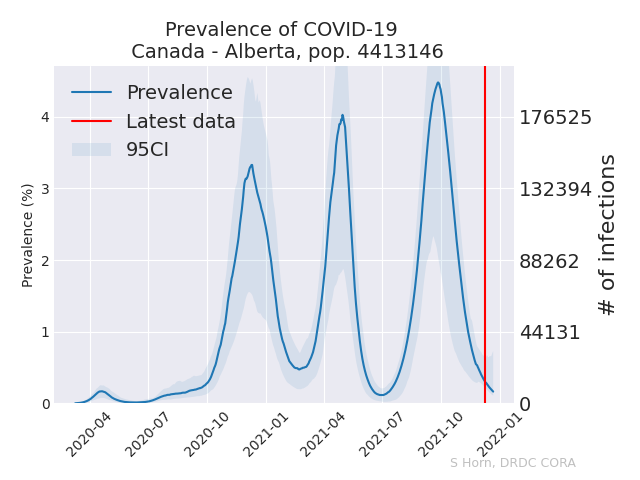 Prevalence of COVID-19
Canada - Alberta, pop. 4413146
Prevalence
Latest data
95CI
Prevalence (%)
4
3
2
1
0
176525
132394
88262
44131
0
# of infections
2020-04
2020-07
2020-10
2021-01
2021-04
2021-07
2021-10
2022-01
S Horn, DRDC CORA